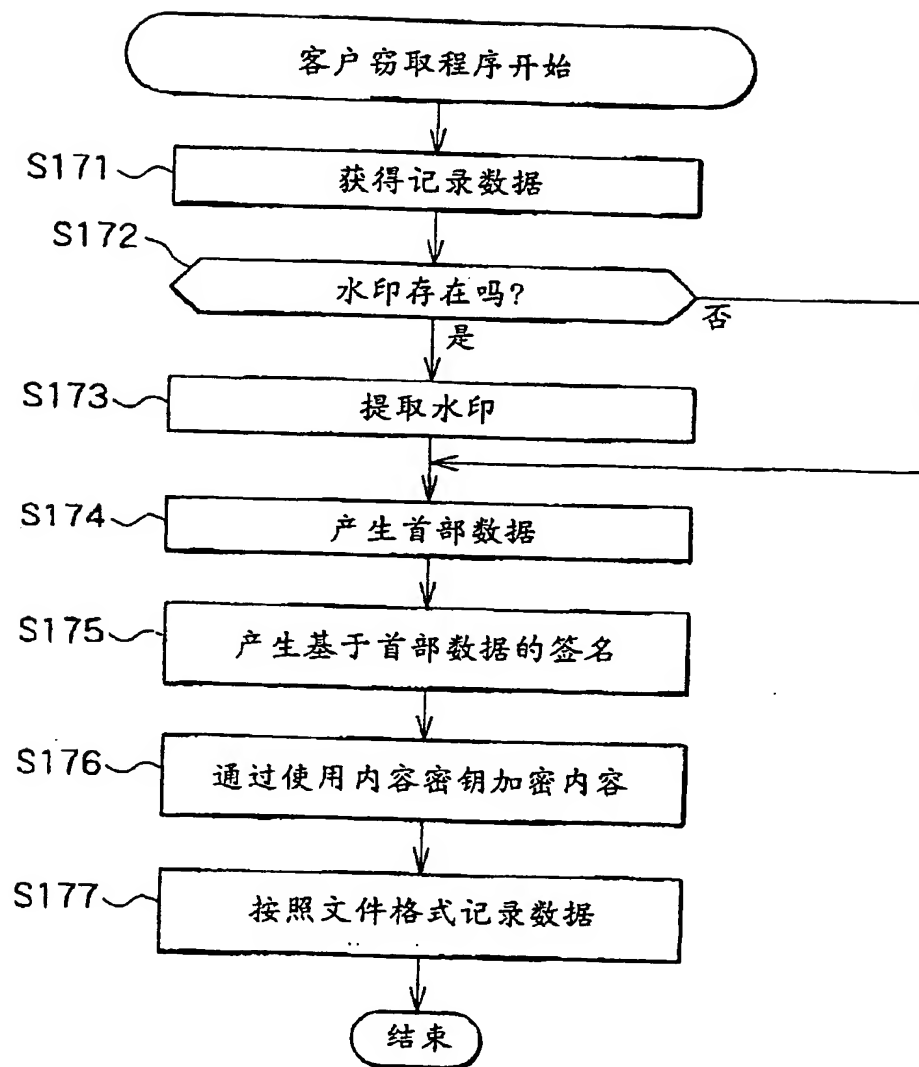 客户窃取程序开始
S171
获得记录数据
S172
水印存在吗?
否
是
S173
提取水印
S174
产生首部数据
S175
产生基于首部数据的签名
S176
通过使用内容密钥加密内容
S177
按照文件格式记录数据
结束